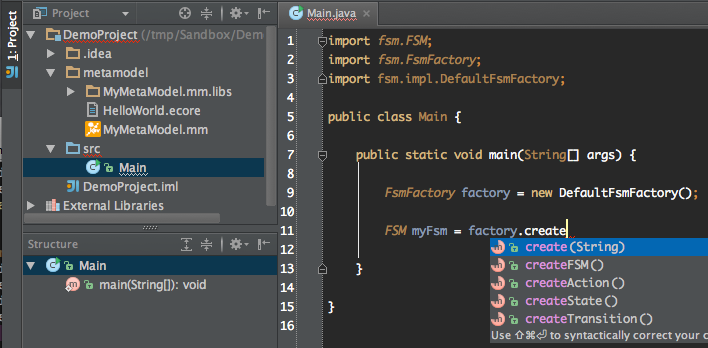 1: Project
Project
DemoProject (/tmp/Sandbox/Demo
.idea
metamodel
MyMetaModel.mm.libs
HelloWorld.ecore
MyMetaModel.mm
src
Main
DemoProject.iml
External Libraries
Structure
Main
main(String[]): void
Main.java
1 import fsm.FSM;
2 import fsm.FsmFactory;
3 import fsm.impl.DefaultFsmFactory;
4
5 public class Main {
6
7 public static void main(String[] args) {
8
9 FsmFactory factory = new DefaultFsmFactory();
10
11 FSM myFsm = factory.create
12
13 }
14
15 }
16
create(String)
createFSM()
createAction()
createState()
createTransition()
Use ⇧⌘⏎ to syntactically correct your c